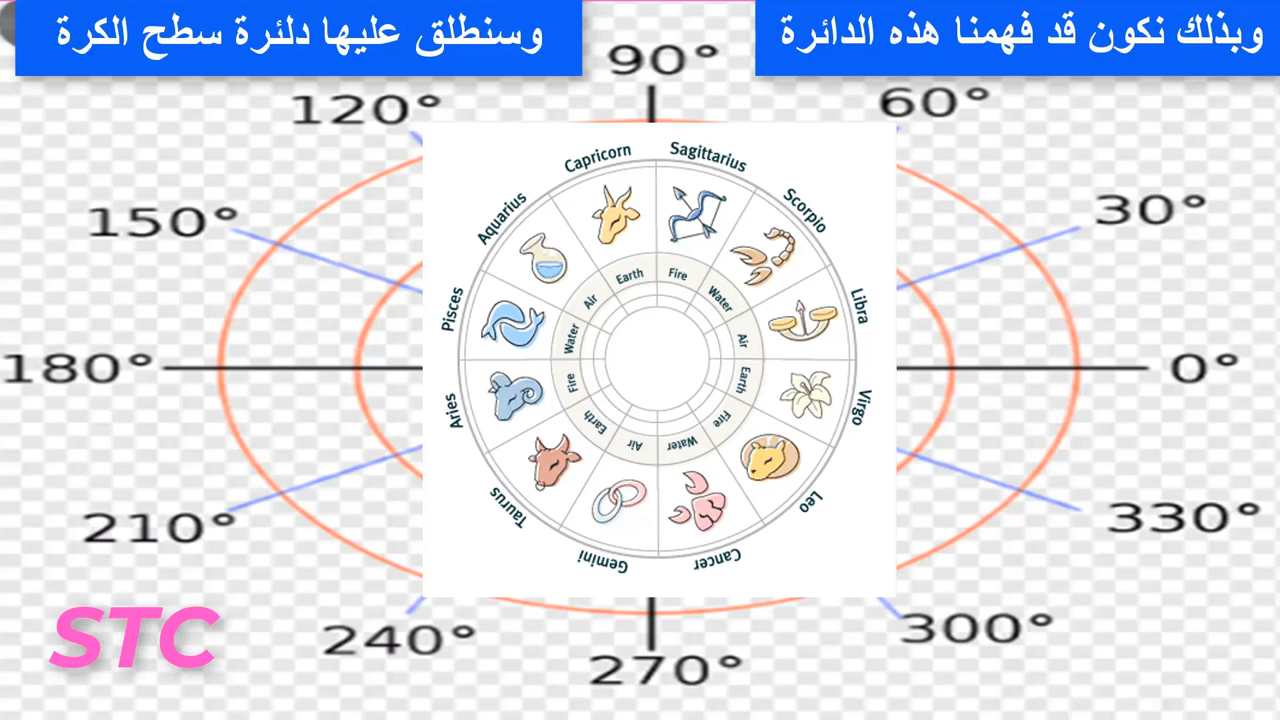 وبذلك نكون قد فهمنا هذه الدائرة
وسنطلق عليها دلئرة سطح الكرة
90°
120°
60°
150°
30°
180°
0°
210°
330°
240°
300°
270°
Capricorn
Sagittarius
Aquarius
Scorpio
Pisces
Libra
Aries
Virgo
Taurus
Leo
Gemini
Cancer
Earth
Fire
Air
Water
Water
Air
Fire
Earth
Earth
Fire
Air
Water
STC